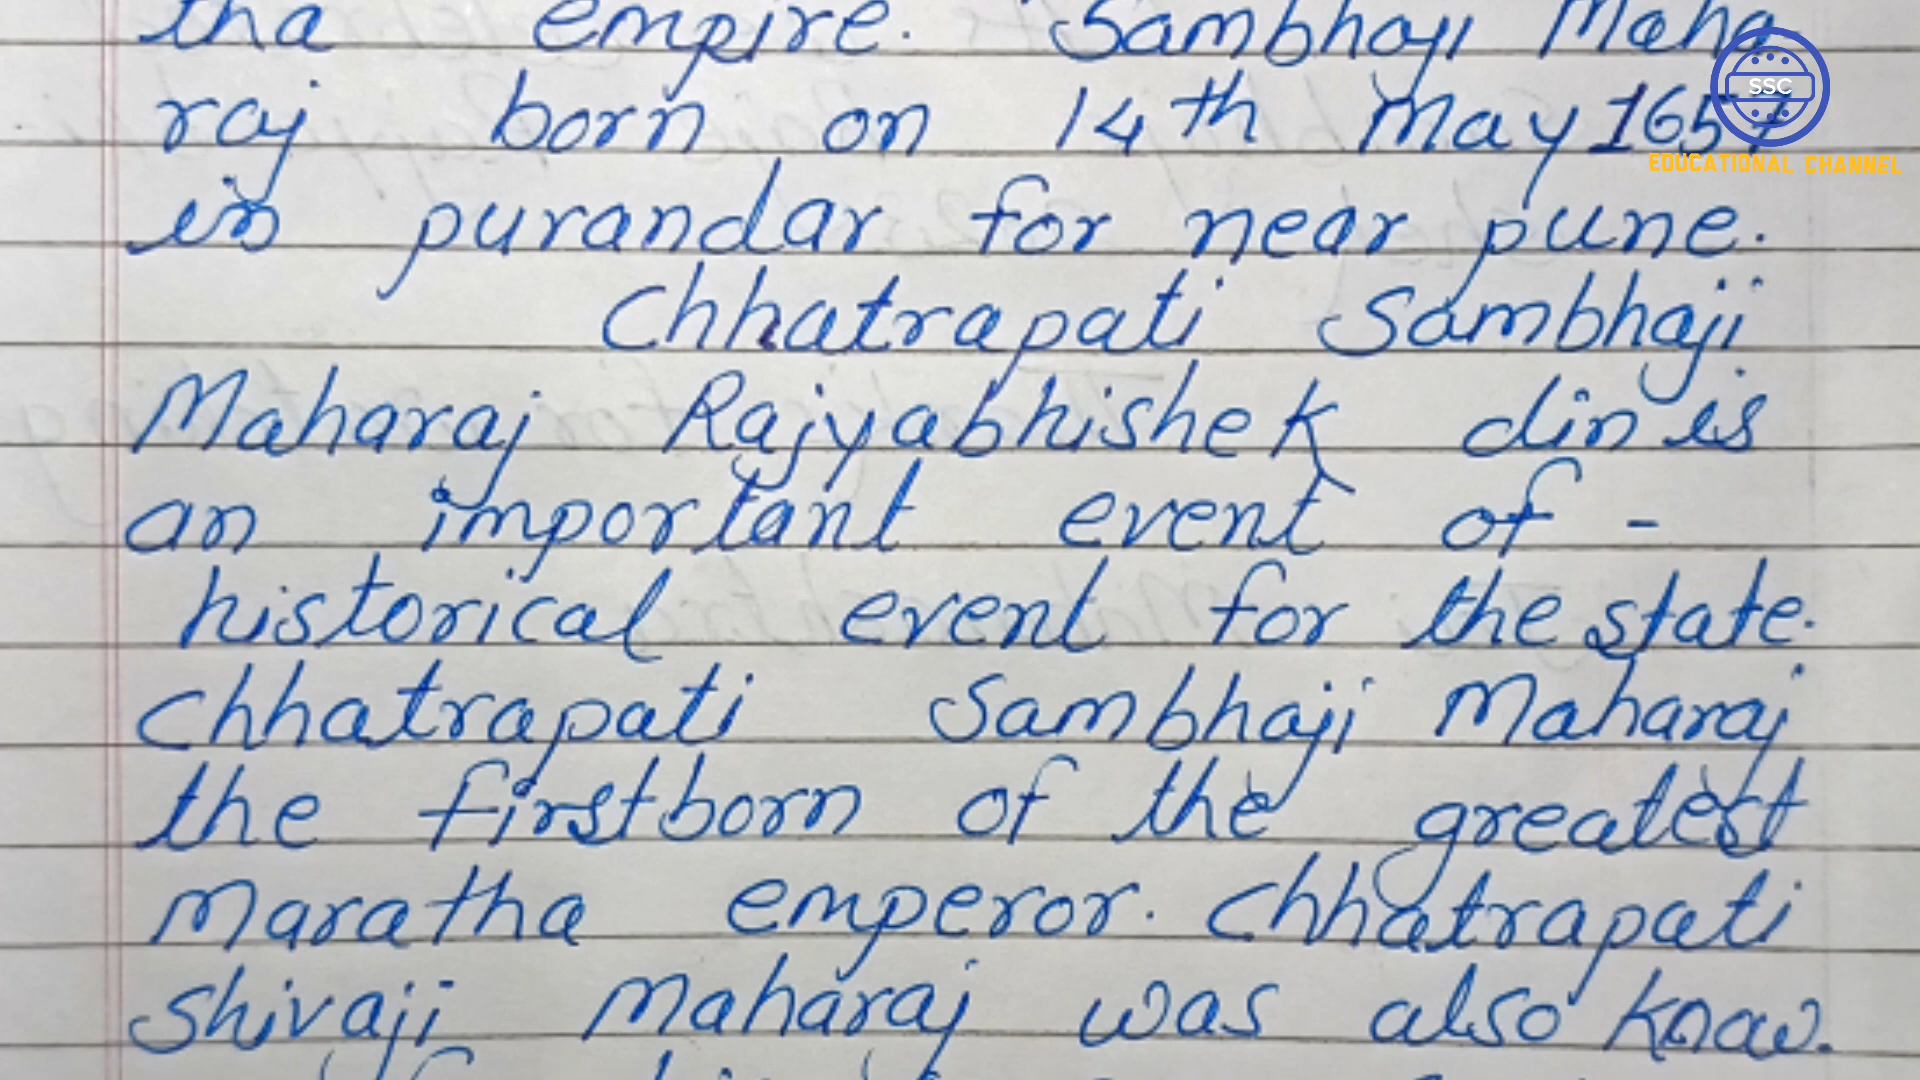 tha empire. Sambhaji Maha
raj born on 14th May 1657
in purandar for near pune.
Chhatrapati Sambhaji
Maharaj Rajyabhishek din is
an important event of -
historical event for the state.
Chhatrapati Sambhaji Maharaj
the firstborn of the greatest
Maratha emperor. Chhatrapati
Shivaji Maharaj was also know.
SSC
EDUCATIONAL CHANNEL